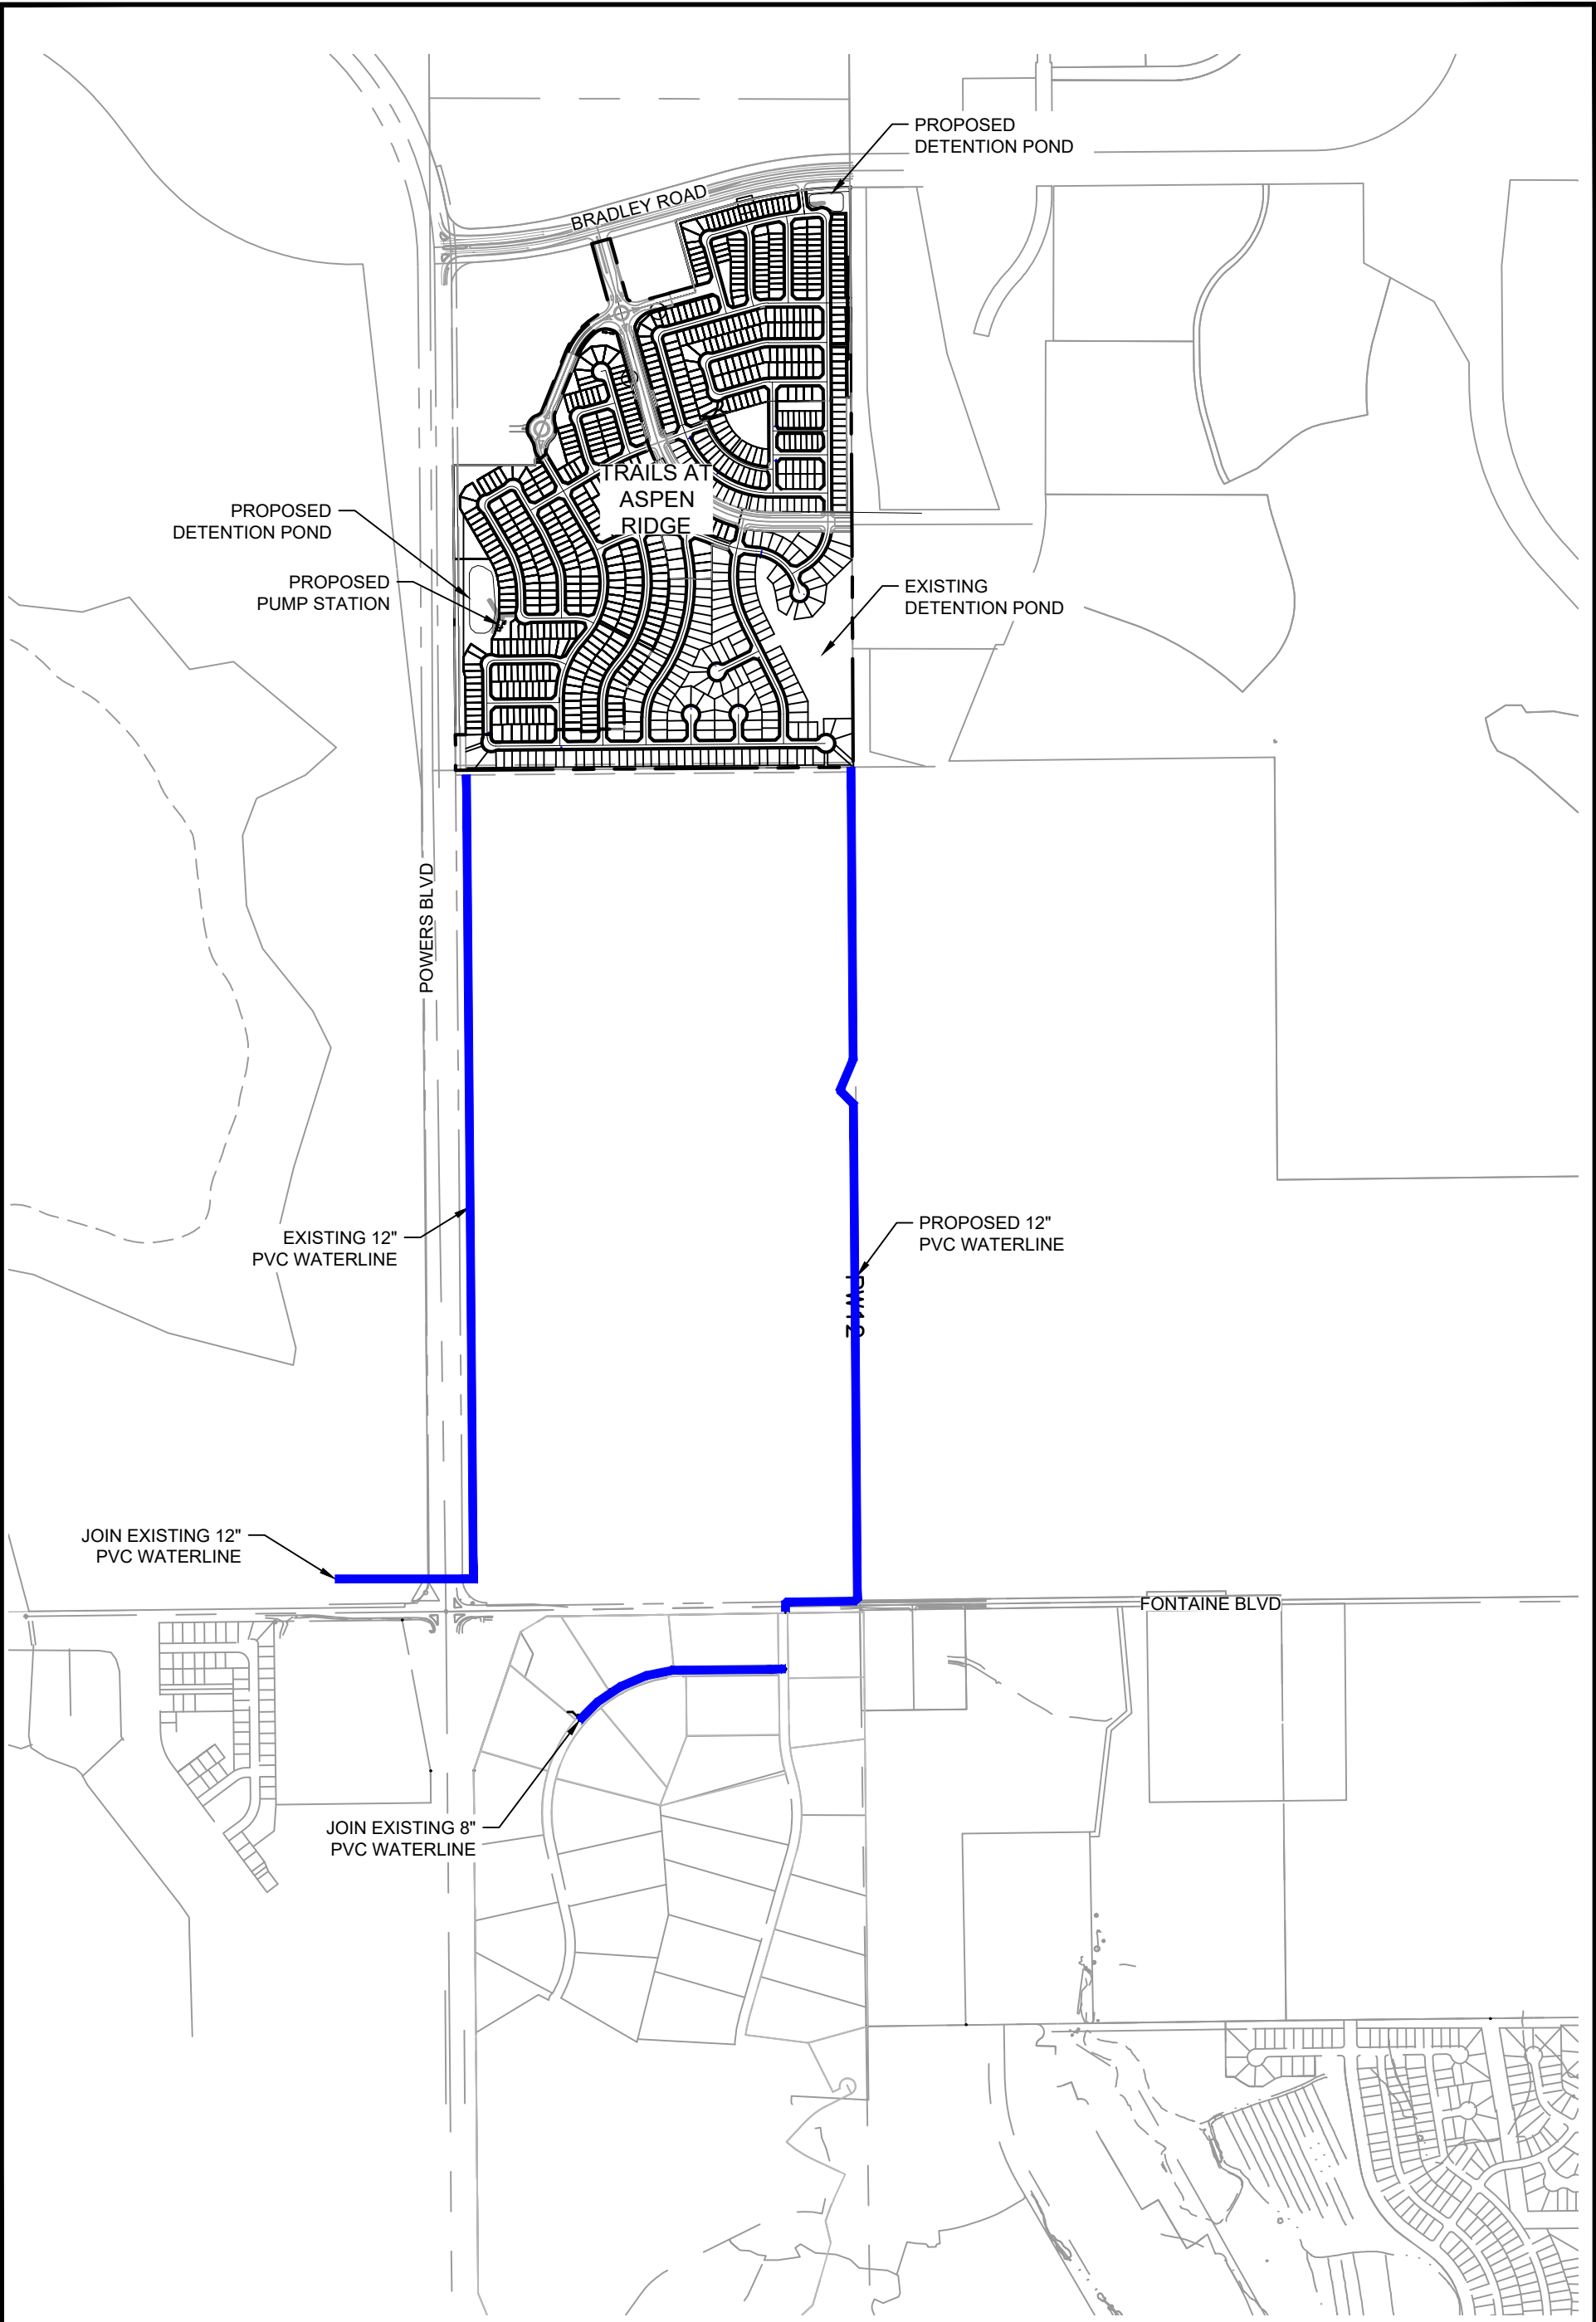 PROPOSED
DETENTION POND
BRADLEY ROAD
TRAILS AT
ASPEN
RIDGE
PROPOSED
DETENTION POND
PROPOSED
PUMP STATION
EXISTING
DETENTION POND
POWERS BLVD
EXISTING 12"
PVC WATERLINE
PROPOSED 12"
PVC WATERLINE
JOIN EXISTING 12"
PVC WATERLINE
FONTAINE BLVD
JOIN EXISTING 8"
PVC WATERLINE